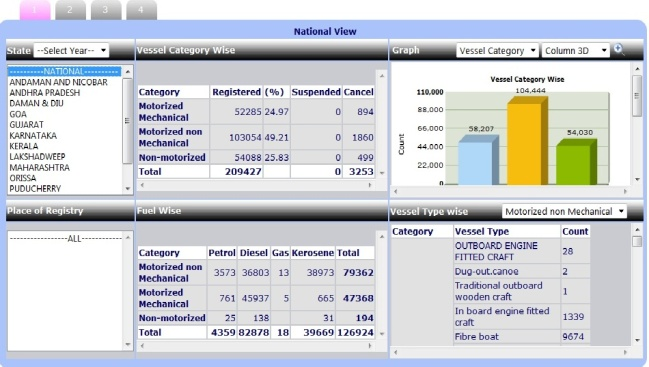 1 2 3 4
National View
State --Select Year--
----------NATIONAL----------
ANDAMAN AND NICOBAR
ANDHRA PRADESH
DAMAN & DIU
GOA
GUJARAT
KARNATAKA
KERALA
LAKSHADWEEP
MAHARASHTRA
ORISSA
PUDUCHERRY
Vessel Category Wise
Category Registered (%) Suspended Cancel
Motorized
Mechanical 52285 24.97 0 894
Motorized non
Mechanical 103054 49.21 0 1860
Non-motorized 54088 25.83 0 499
Total 209427 0 3253
Graph Vessel Category Column 3D
Vessel Category Wise
Count
110,000
88,000
66,000
44,000
22,000
0
58,207
104,444
54,030
Place of Registry
----------------ALL------------
Fuel Wise
Category Petrol Diesel Gas Kerosene Total
Motorized non
Mechanical 3573 36803 13 38973 79362
Motorized
Mechanical 761 45937 5 665 47368
Non-motorized 25 138 31 194
Total 4359 82878 18 39669 126924
Vessel Type wise Motorized non Mechanical
Category Vessel Type Count
OUTBOARD ENGINE
FITTED CRAFT 28
Dug-out.canoe 2
Traditional outboard
wooden craft 1
In board engine fitted
craft 1339
Fibre boat 9674